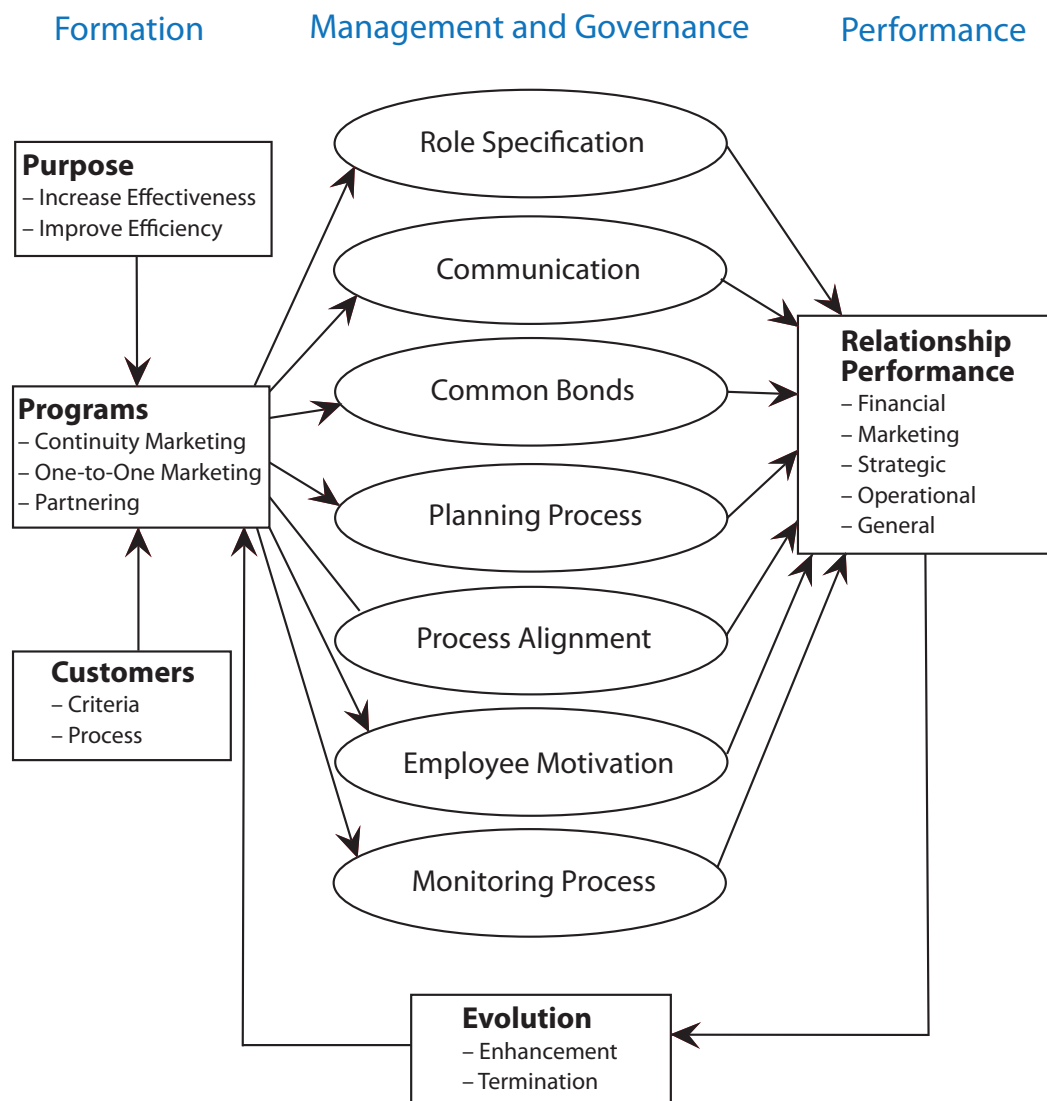 Formation
Management and Governance
Performance
Purpose
– Increase Effectiveness
– Improve Efficiency
Programs
– Continuity Marketing
– One-to-One Marketing
– Partnering
Customers
– Criteria
– Process
Role Specification
Communication
Common Bonds
Planning Process
Process Alignment
Employee Motivation
Monitoring Process
Relationship
Performance
– Financial
– Marketing
– Strategic
– Operational
– General
Evolution
– Enhancement
– Termination